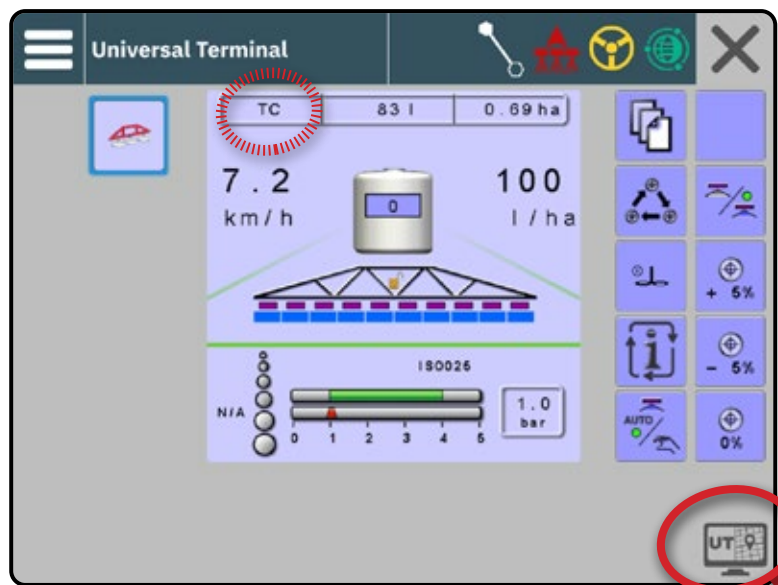 Universal Terminal
TC 83 l 0.69 ha
7.2 100
km/h l/ha
0
+ 5%
ISO025
- 5%
N/A
1.0
bar
0 1 2 3 4 5
AUTO
0%
UT